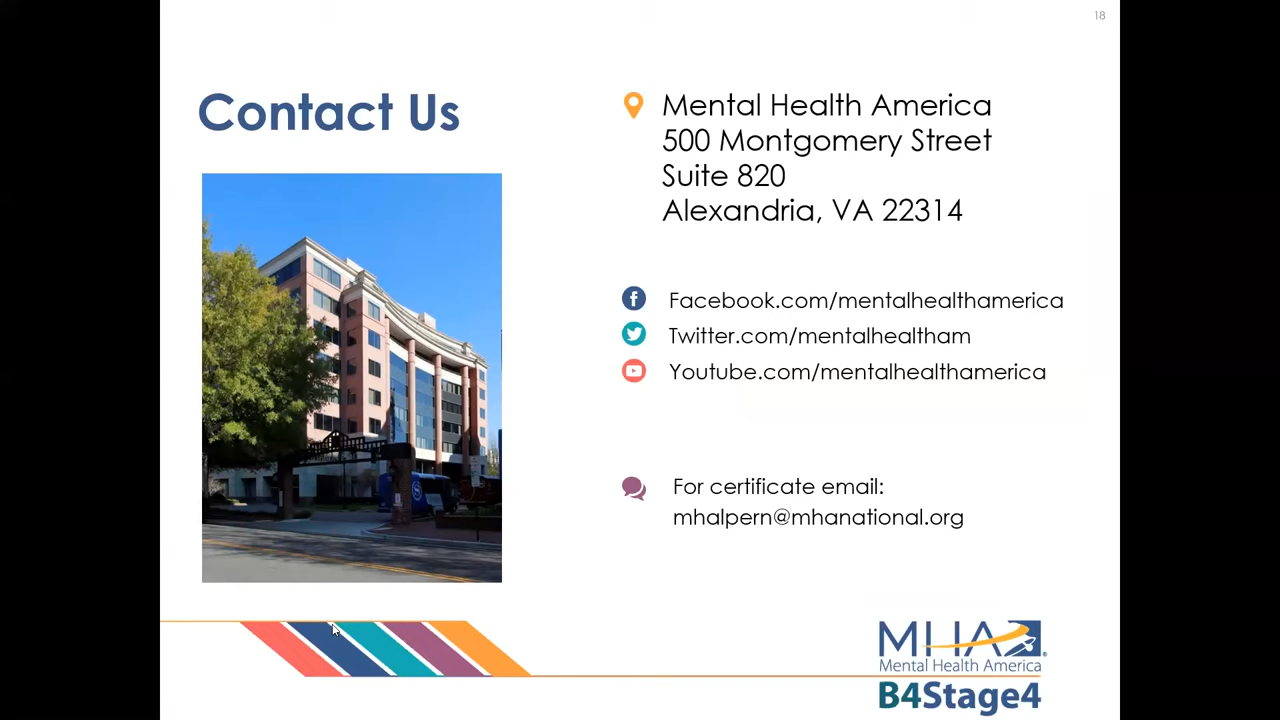 18
Contact Us
Mental Health America
500 Montgomery Street
Suite 820
Alexandria, VA 22314
Facebook.com/mentalhealthamerica
Twitter.com/mentalhealtham
Youtube.com/mentalhealthamerica
For certificate email:
mhalpern@mhanational.org
MHA
Mental Health America
B4Stage4